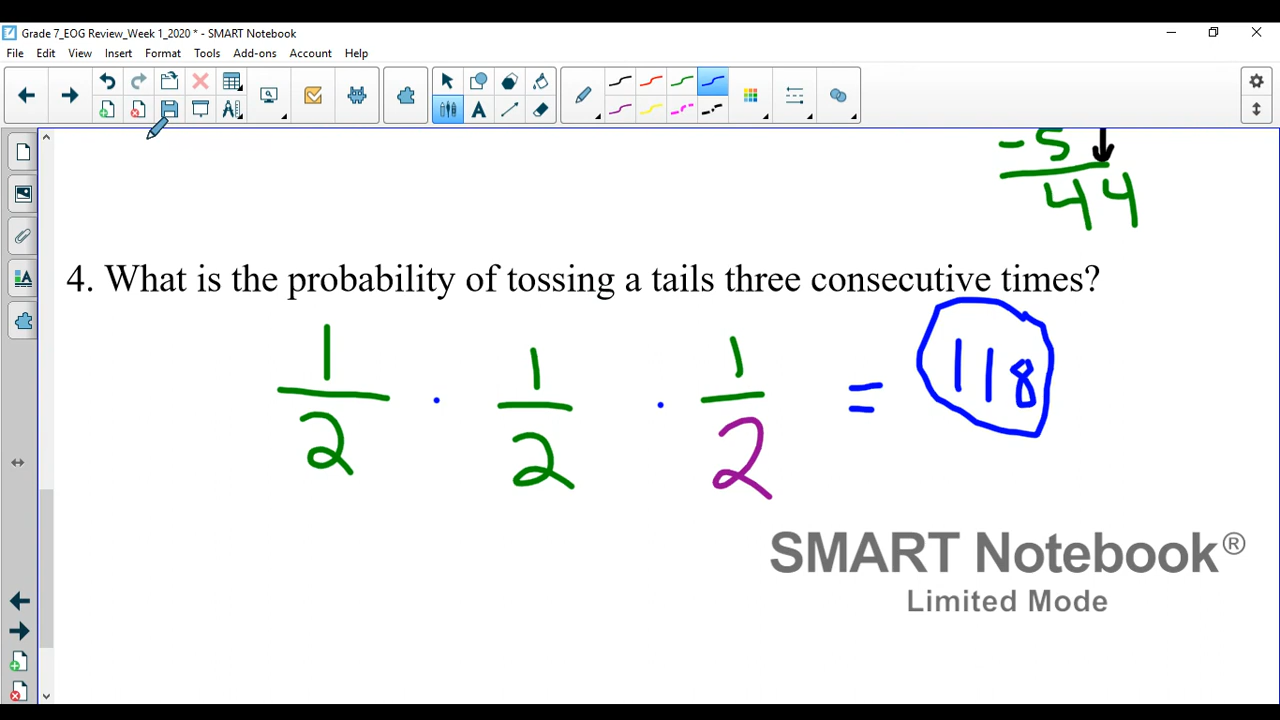 Grade 7_EOG Review_Week 1_2020 * - SMART Notebook
File Edit View Insert Format Tools Add-ons Account Help
- 5
44
4. What is the probability of tossing a tails three consecutive times?
1/2 · 1/2 · 1/2 = 118
SMART Notebook®
Limited Mode